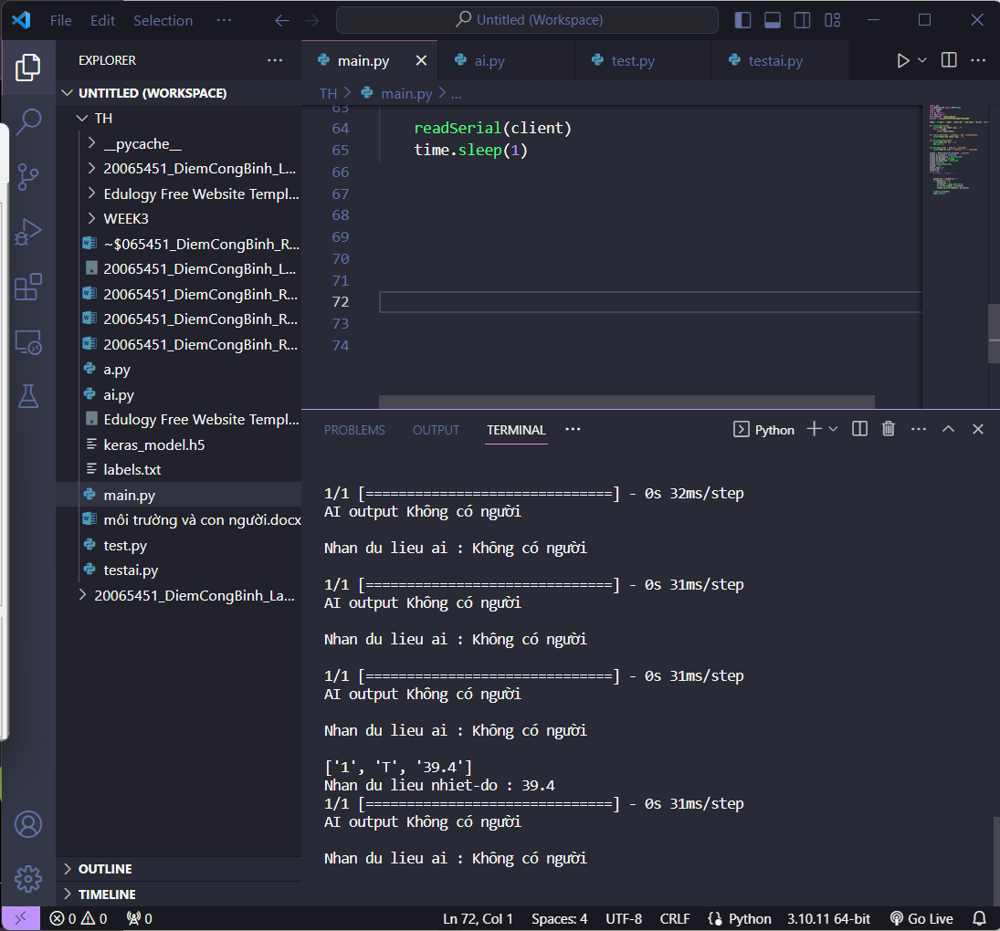 File Edit Selection ··· Untitled (Workspace)
EXPLORER ···
UNTITLED (WORKSPACE)
TH
__pycache__
20065451_DiemCongBinh_L...
Edulogy Free Website Templ...
WEEK3
~$065451_DiemCongBinh_R...
20065451_DiemCongBinh_L...
20065451_DiemCongBinh_R...
20065451_DiemCongBinh_R...
20065451_DiemCongBinh_R...
a.py
ai.py
Edulogy Free Website Templ...
keras_model.h5
labels.txt
main.py
môi trường và con người.docx
test.py
testai.py
20065451_DiemCongBinh_La...
OUTLINE
TIMELINE
main.py ai.py test.py testai.py
TH > main.py > ...
63
64 readSerial(client)
65 time.sleep(1)
66
67
68
69
70
71
72
73
74
PROBLEMS OUTPUT TERMINAL ··· Python
1/1 [==============================] - 0s 32ms/step
AI output Không có người
Nhan du lieu ai : Không có người
1/1 [==============================] - 0s 31ms/step
AI output Không có người
Nhan du lieu ai : Không có người
1/1 [==============================] - 0s 31ms/step
AI output Không có người
Nhan du lieu ai : Không có người
['1', 'T', '39.4']
Nhan du lieu nhiet-do : 39.4
1/1 [==============================] - 0s 31ms/step
AI output Không có người
Nhan du lieu ai : Không có người
0 0 0 Ln 72, Col 1 Spaces: 4 UTF-8 CRLF Python 3.10.11 64-bit Go Live